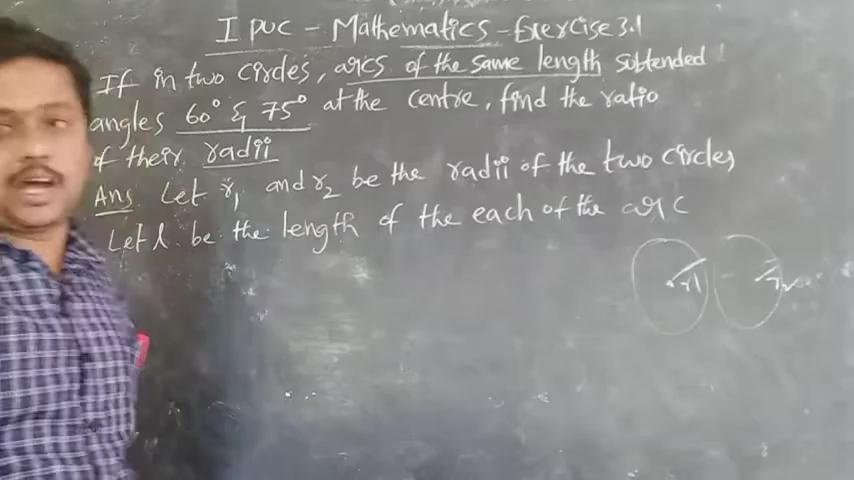 I PUC - Mathematics - Exercise 3.1
If in two circles, arcs of the same length subtended
angles 60° & 75° at the centre, find the ratio
of their radii
Ans Let r1 and r2 be the radii of the two circles,
Let l be the length of the each of the arc
r1 r2